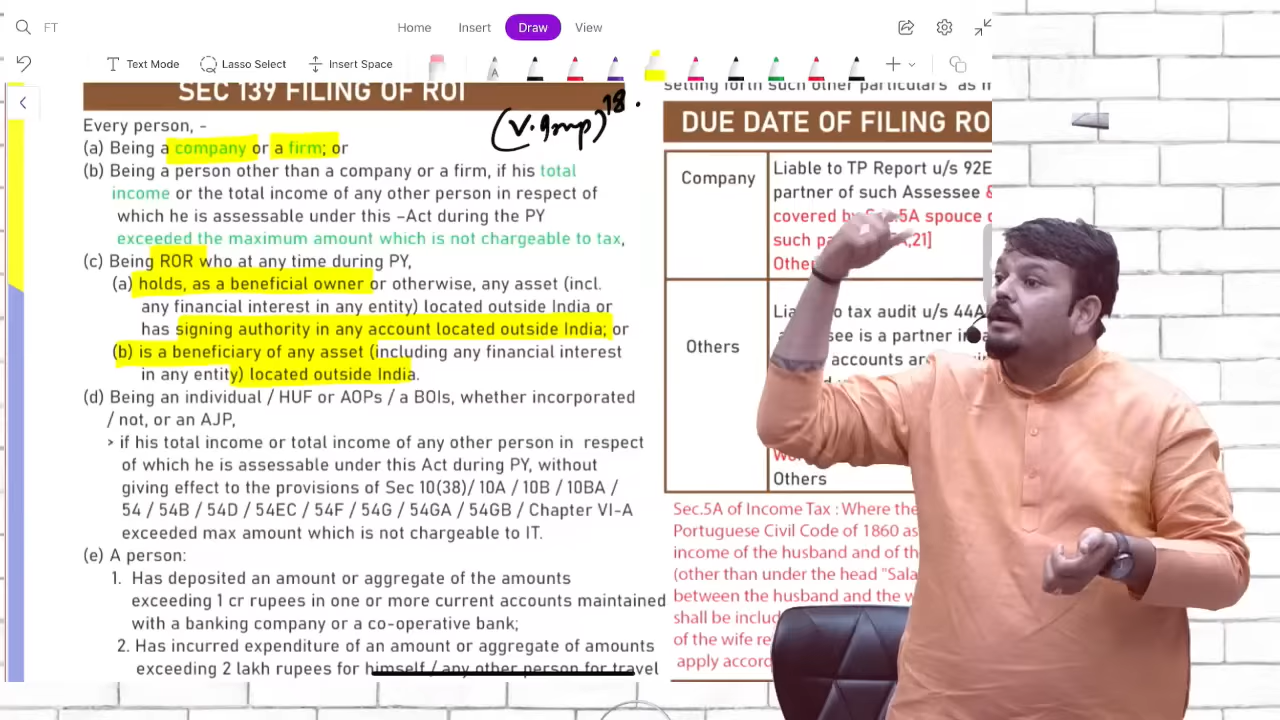 FT
Home Insert Draw View
Text Mode Lasso Select Insert Space
SEC 139 FILING OF ROI
(V. Imp)18.
Every person, -
(a) Being a company or a firm; or
(b) Being a person other than a company or a firm, if his total
income or the total income of any other person in respect of
which he is assessable under this –Act during the PY
exceeded the maximum amount which is not chargeable to tax,
(c) Being ROR who at any time during PY,
(a) holds, as a beneficial owner or otherwise, any asset (incl.
any financial interest in any entity) located outside India or
has signing authority in any account located outside India; or
(b) is a beneficiary of any asset (including any financial interest
in any entity) located outside India.
(d) Being an individual / HUF or AOPs / a BOIs, whether incorporated
/ not, or an AJP,
> if his total income or total income of any other person in respect
of which he is assessable under this Act during PY, without
giving effect to the provisions of Sec 10(38)/ 10A / 10B / 10BA /
54 / 54B / 54D / 54EC / 54F / 54G / 54GA / 54GB / Chapter VI-A
exceeded max amount which is not chargeable to IT.
(e) A person:
1. Has deposited an amount or aggregate of the amounts
exceeding 1 cr rupees in one or more current accounts maintained
with a banking company or a co-operative bank;
2. Has incurred expenditure of an amount or aggregate of amounts
exceeding 2 lakh rupees for himself / any other person for travel
setting forth such other particulars as m
DUE DATE OF FILING RO
Company
Liable to TP Report u/s 92E
partner of such Assessee &
covered by Sec.5A spouce
such pa ,21]
Other
Others
Lia to tax audit u/s 44A
see is a partner in a
accounts are
Others
Sec.5A of Income Tax : Where the
Portuguese Civil Code of 1860 as
income of the husband and of th
(other than under the head "Sala
between the husband and the w
shall be includ
of the wife re
apply accord